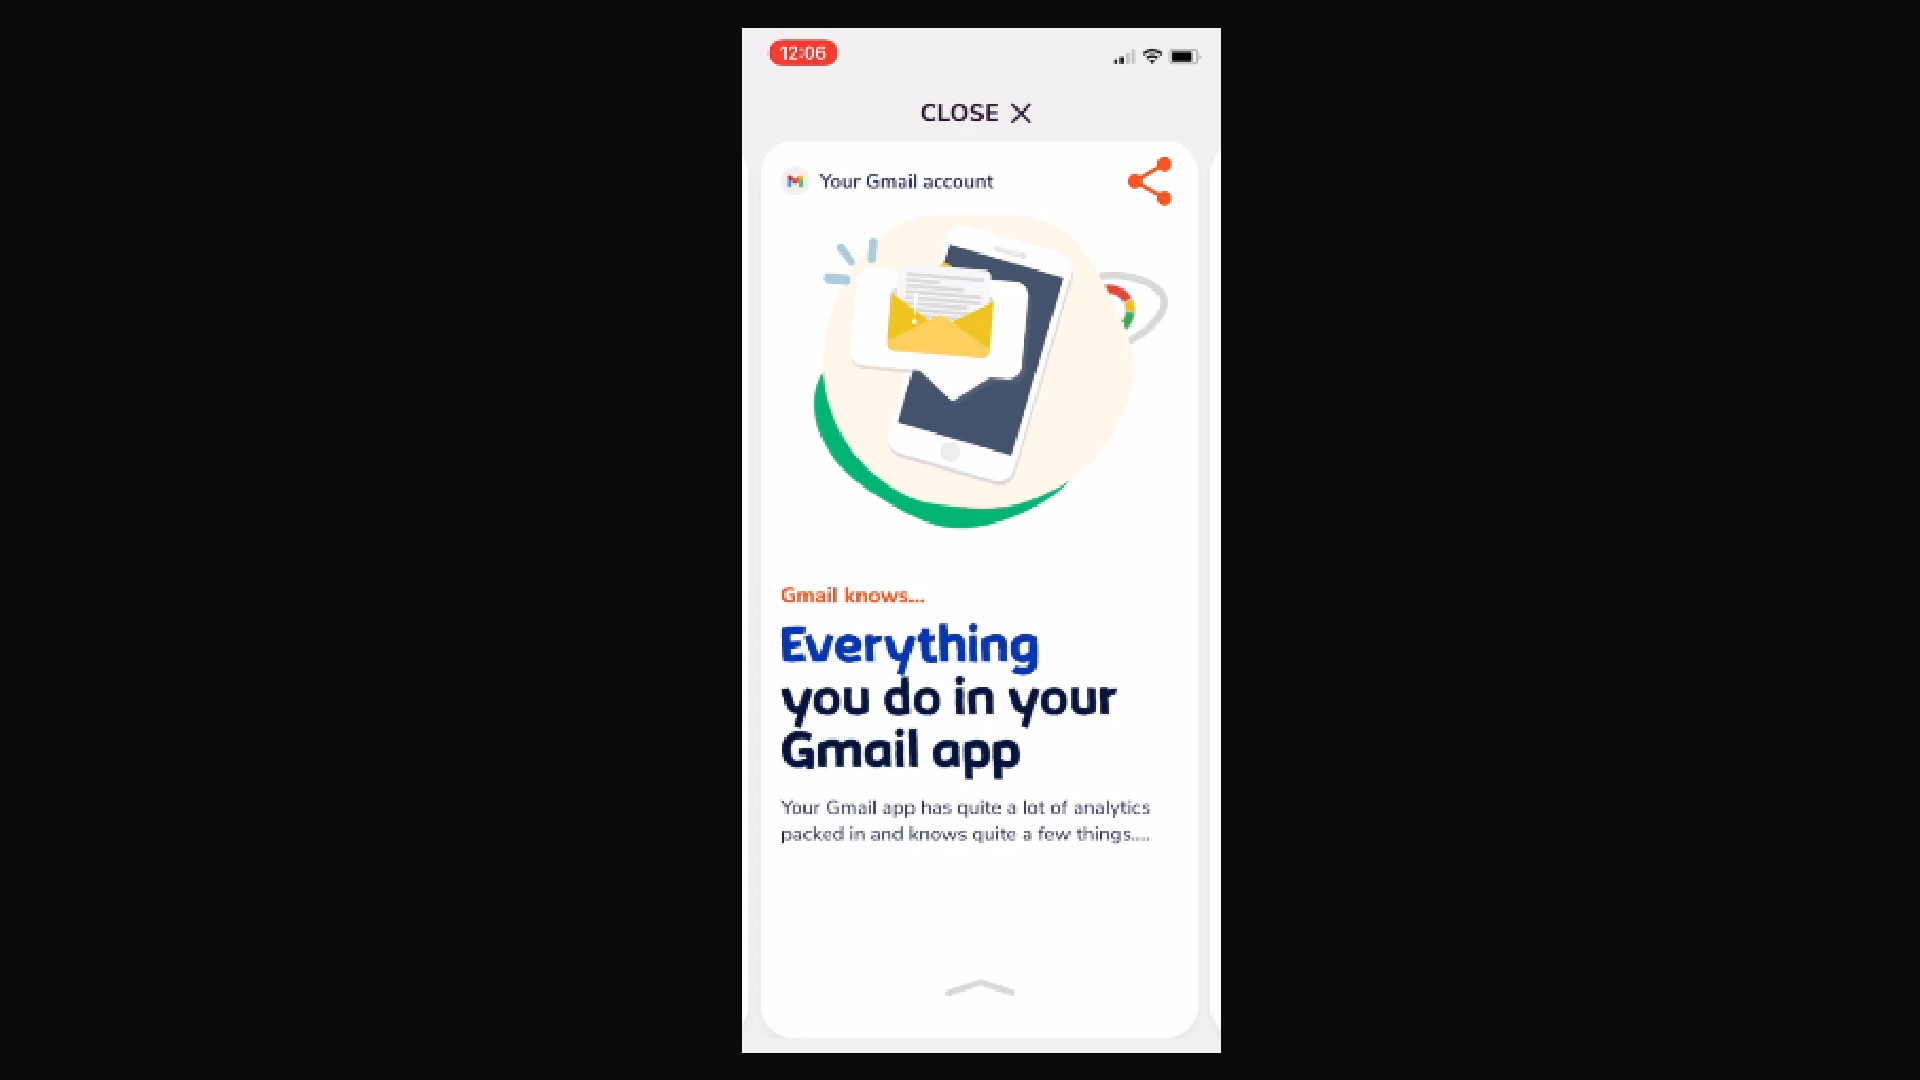 12:06
CLOSE
Your Gmail account
Gmail knows...
Everything
you do in your
Gmail app
Your Gmail app has quite a lot of analytics
packed in and knows quite a few things....